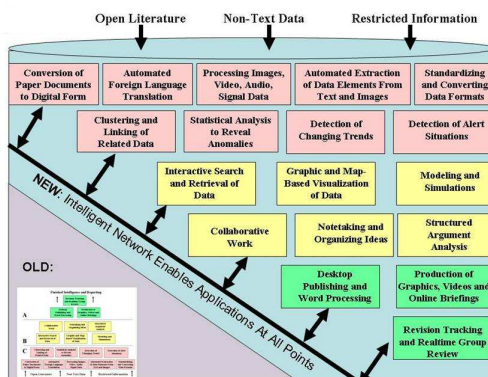 Open Literature
Non-Text Data
Restricted Information
Conversion of
Paper Documents
to Digital Form
Automated
Foreign Language
Translation
Processing Images,
Video, Audio,
Signal Data
Automated Extraction
of Data Elements From
Text and Images
Standardizing
and Converting
Data Formats
Clustering and
Linking of
Related Data
Statistical Analysis
to Reveal
Anomalies
Detection of
Changing Trends
Detection of Alert
Situations
Interactive Search
and Retrieval of
Data
Graphic and Map-
Based Visualization
of Data
Modeling and
Simulations
Collaborative
Work
Notetaking and
Organizing Ideas
Structured
Argument
Analysis
Desktop
Publishing and
Word Processing
Production of
Graphics, Videos and
Online Briefings
Revision Tracking
and Realtime Group
Review
NEW: Intelligent Network Enables Applications At All Points
OLD:
Finished Intelligence and Reporting
A
B
C